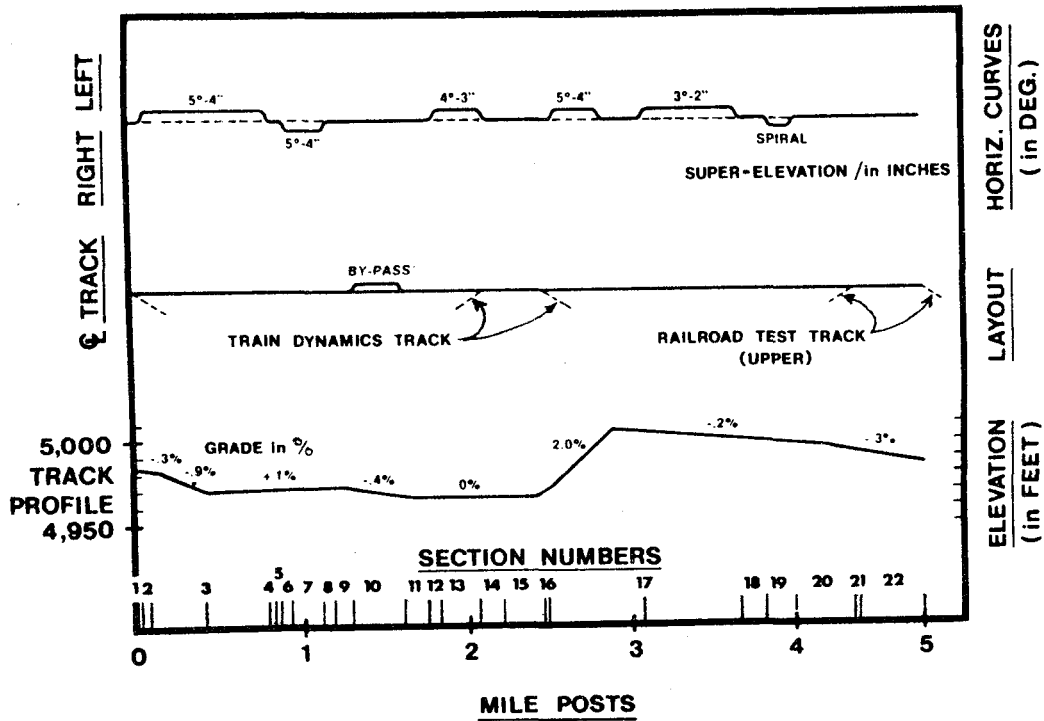 RIGHT LEFT
5°-4"
5°-4"
4°-3"
5°-4"
3°-2"
SPIRAL
SUPER-ELEVATION /in INCHES
HORIZ. CURVES
(in DEG.)
℄ TRACK
BY-PASS
TRAIN DYNAMICS TRACK
RAILROAD TEST TRACK
(UPPER)
LAYOUT
5,000
TRACK
PROFILE
4,950
GRADE in %
-.3%
-.9%
+.1%
-.4%
0%
2.0%
-.2%
-.3%
ELEVATION
(in FEET)
SECTION NUMBERS
1 2 3 4 5 6 7 8 9 10 11 12 13 14 15 16 17 18 19 20 21 22
0 1 2 3 4 5
MILE POSTS